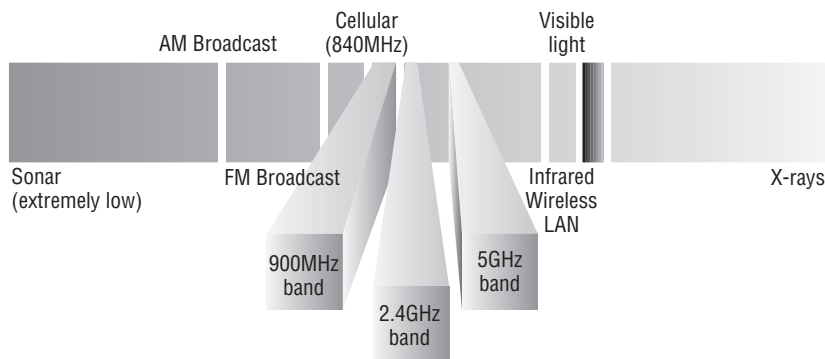 Cellular
(840MHz)
Visible
light
AM Broadcast
Sonar
(extremely low)
FM Broadcast
Infrared
Wireless
LAN
X-rays
900MHz
band
5GHz
band
2.4GHz
band